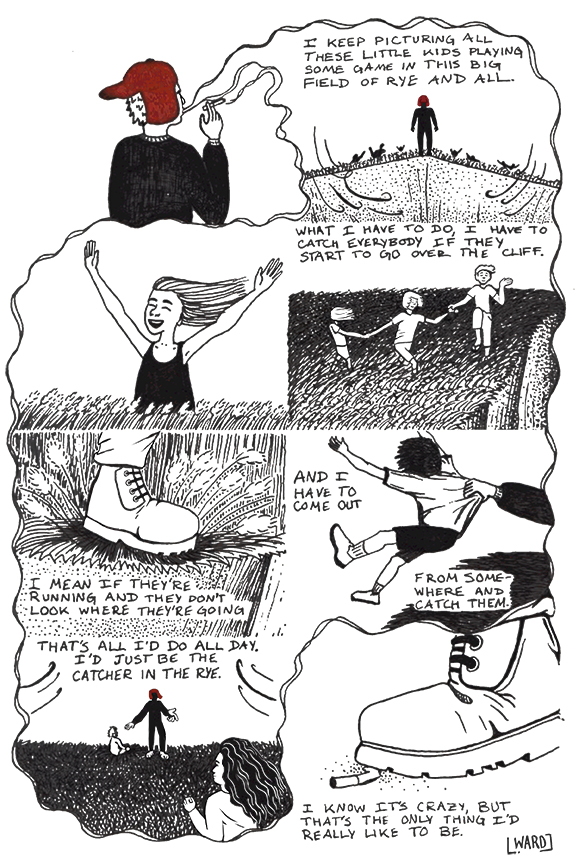 I KEEP PICTURING ALL
THESE LITTLE KIDS PLAYING
SOME GAME IN THIS BIG
FIELD OF RYE AND ALL.
WHAT I HAVE TO DO, I HAVE TO
CATCH EVERYBODY IF THEY
START TO GO OVER THE CLIFF.
I MEAN IF THEY'RE
RUNNING AND THEY DON'T
LOOK WHERE THEY'RE GOING
AND I
HAVE TO
COME OUT
FROM SOME-
WHERE AND
CATCH THEM.
THAT'S ALL I'D DO ALL DAY.
I'D JUST BE THE
CATCHER IN THE RYE.
I KNOW IT'S CRAZY, BUT
THAT'S THE ONLY THING I'D
REALLY LIKE TO BE.
[.WARD]